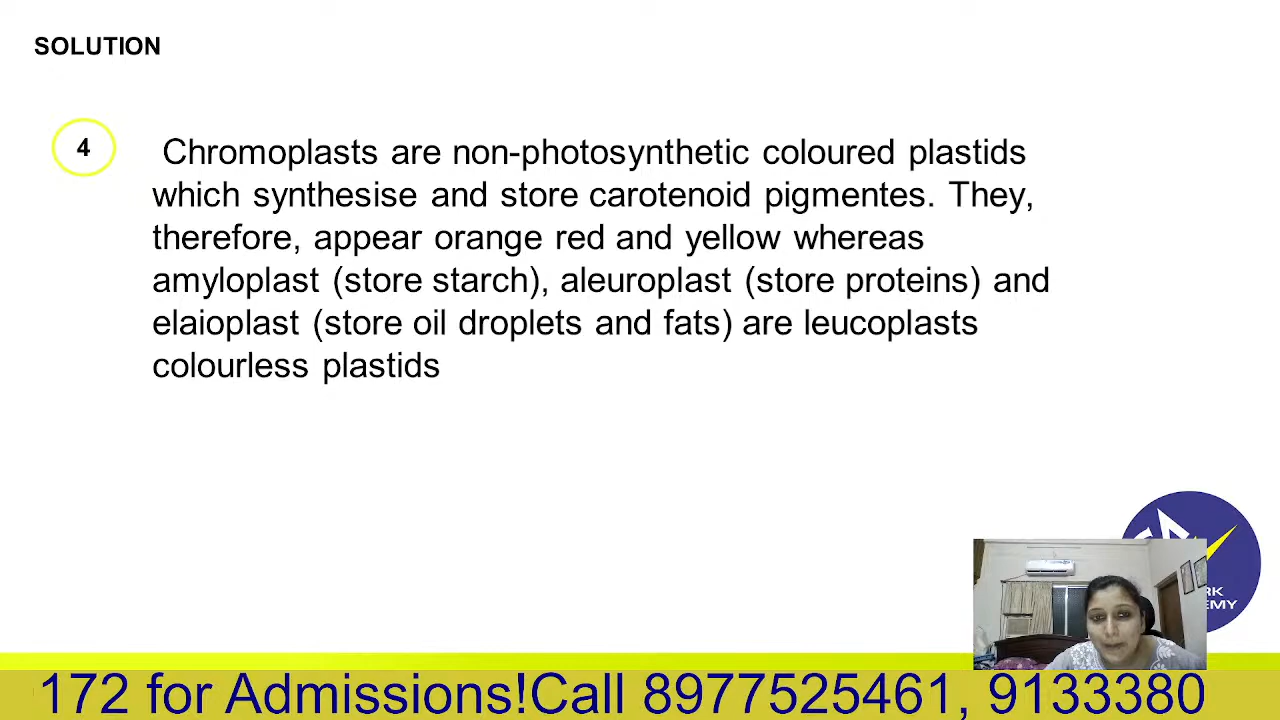 SOLUTION
4
Chromoplasts are non-photosynthetic coloured plastids
which synthesise and store carotenoid pigmentes. They,
therefore, appear orange red and yellow whereas
amyloplast (store starch), aleuroplast (store proteins) and
elaioplast (store oil droplets and fats) are leucoplasts
colourless plastids
172 for Admissions!Call 8977525461, 9133380